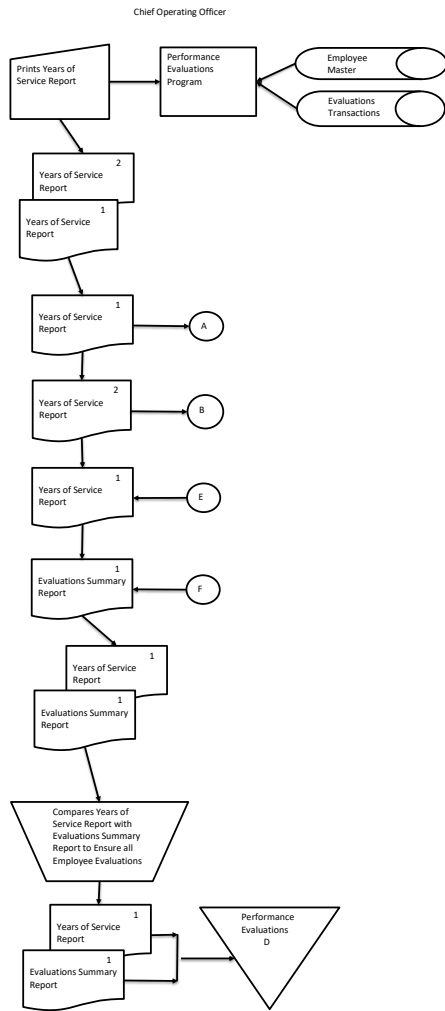 Chief Operating Officer
Prints Years of
Service Report
Performance
Evaluations
Program
Employee
Master
Evaluations
Transactions
2
Years of Service
Report
1
Years of Service
Report
1
Years of Service
Report
A
2
Years of Service
Report
B
1
Years of Service
Report
E
1
Evaluations Summary
Report
F
1
Years of Service
Report
1
Evaluations Summary
Report
Compares Years of
Service Report with
Evaluations Summary
Report to Ensure all
Employee Evaluations
1
Years of Service
Report
1
Evaluations Summary
Report
Performance
Evaluations
D